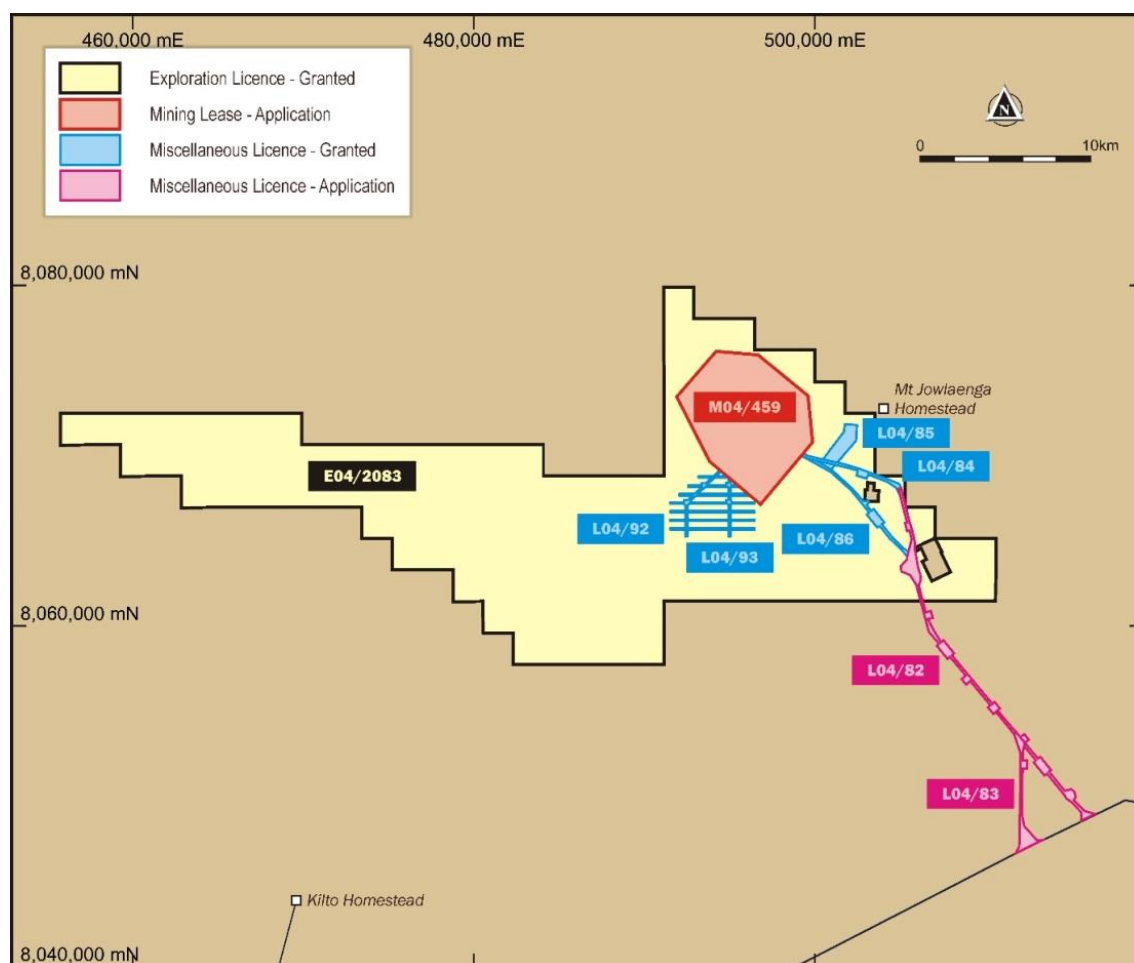 460,000 mE
480,000 mE
500,000 mE
Exploration Licence - Granted
Mining Lease - Application
Miscellaneous Licence - Granted
Miscellaneous Licence - Application
N
0
10km
8,080,000 mN
Mt Jowlaenga
Homestead
M04/459
L04/85
E04/2083
L04/84
L04/92
L04/86
L04/93
8,060,000 mN
L04/82
L04/83
Kilto Homestead
8,040,000 mN